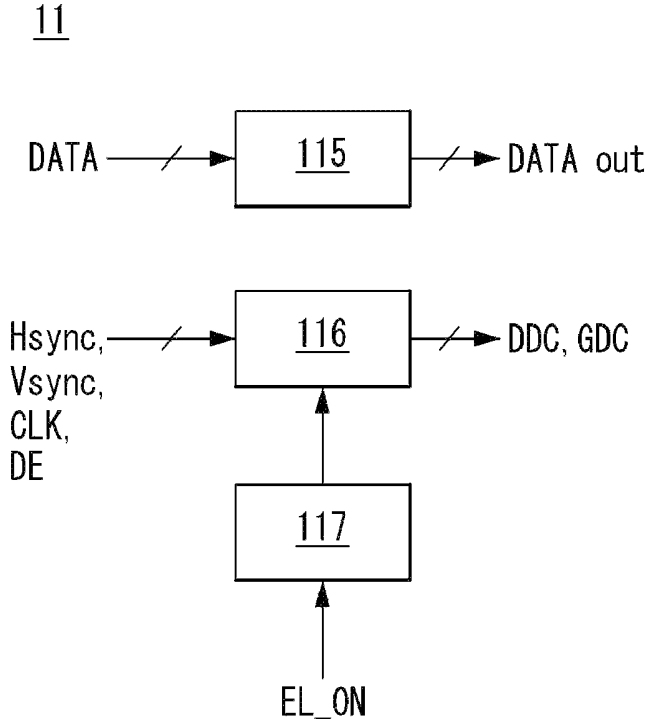 11
DATA
115
DATA out
Hsync,
Vsync,
CLK,
DE
116
DDC, GDC
117
EL_ON